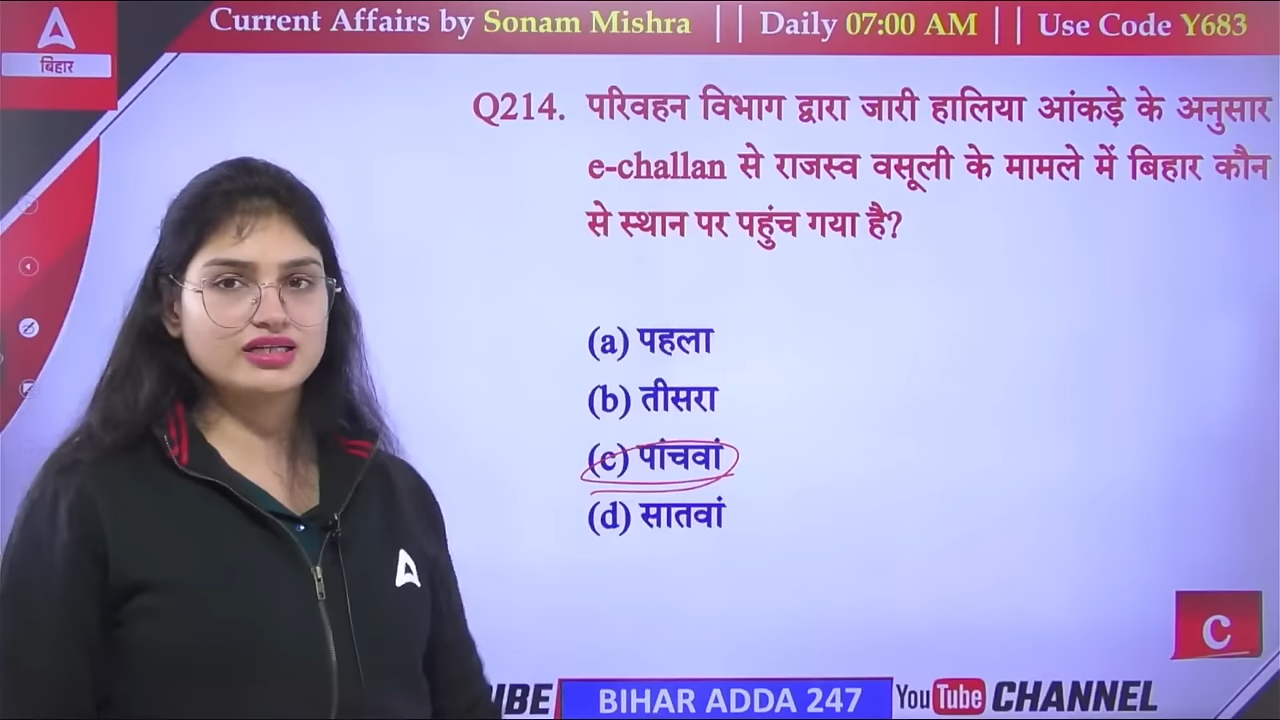 Current Affairs by Sonam Mishra || Daily 07:00 AM || Use Code Y683
बिहार
Q214. परिवहन विभाग द्वारा जारी हालिया आंकड़े के अनुसार
e-challan से राजस्व वसूली के मामले में बिहार कौन
से स्थान पर पहुंच गया है?
(a) पहला
(b) तीसरा
(c) पांचवां
(d) सातवां
C
IBE BIHAR ADDA 247 YouTube CHANNEL